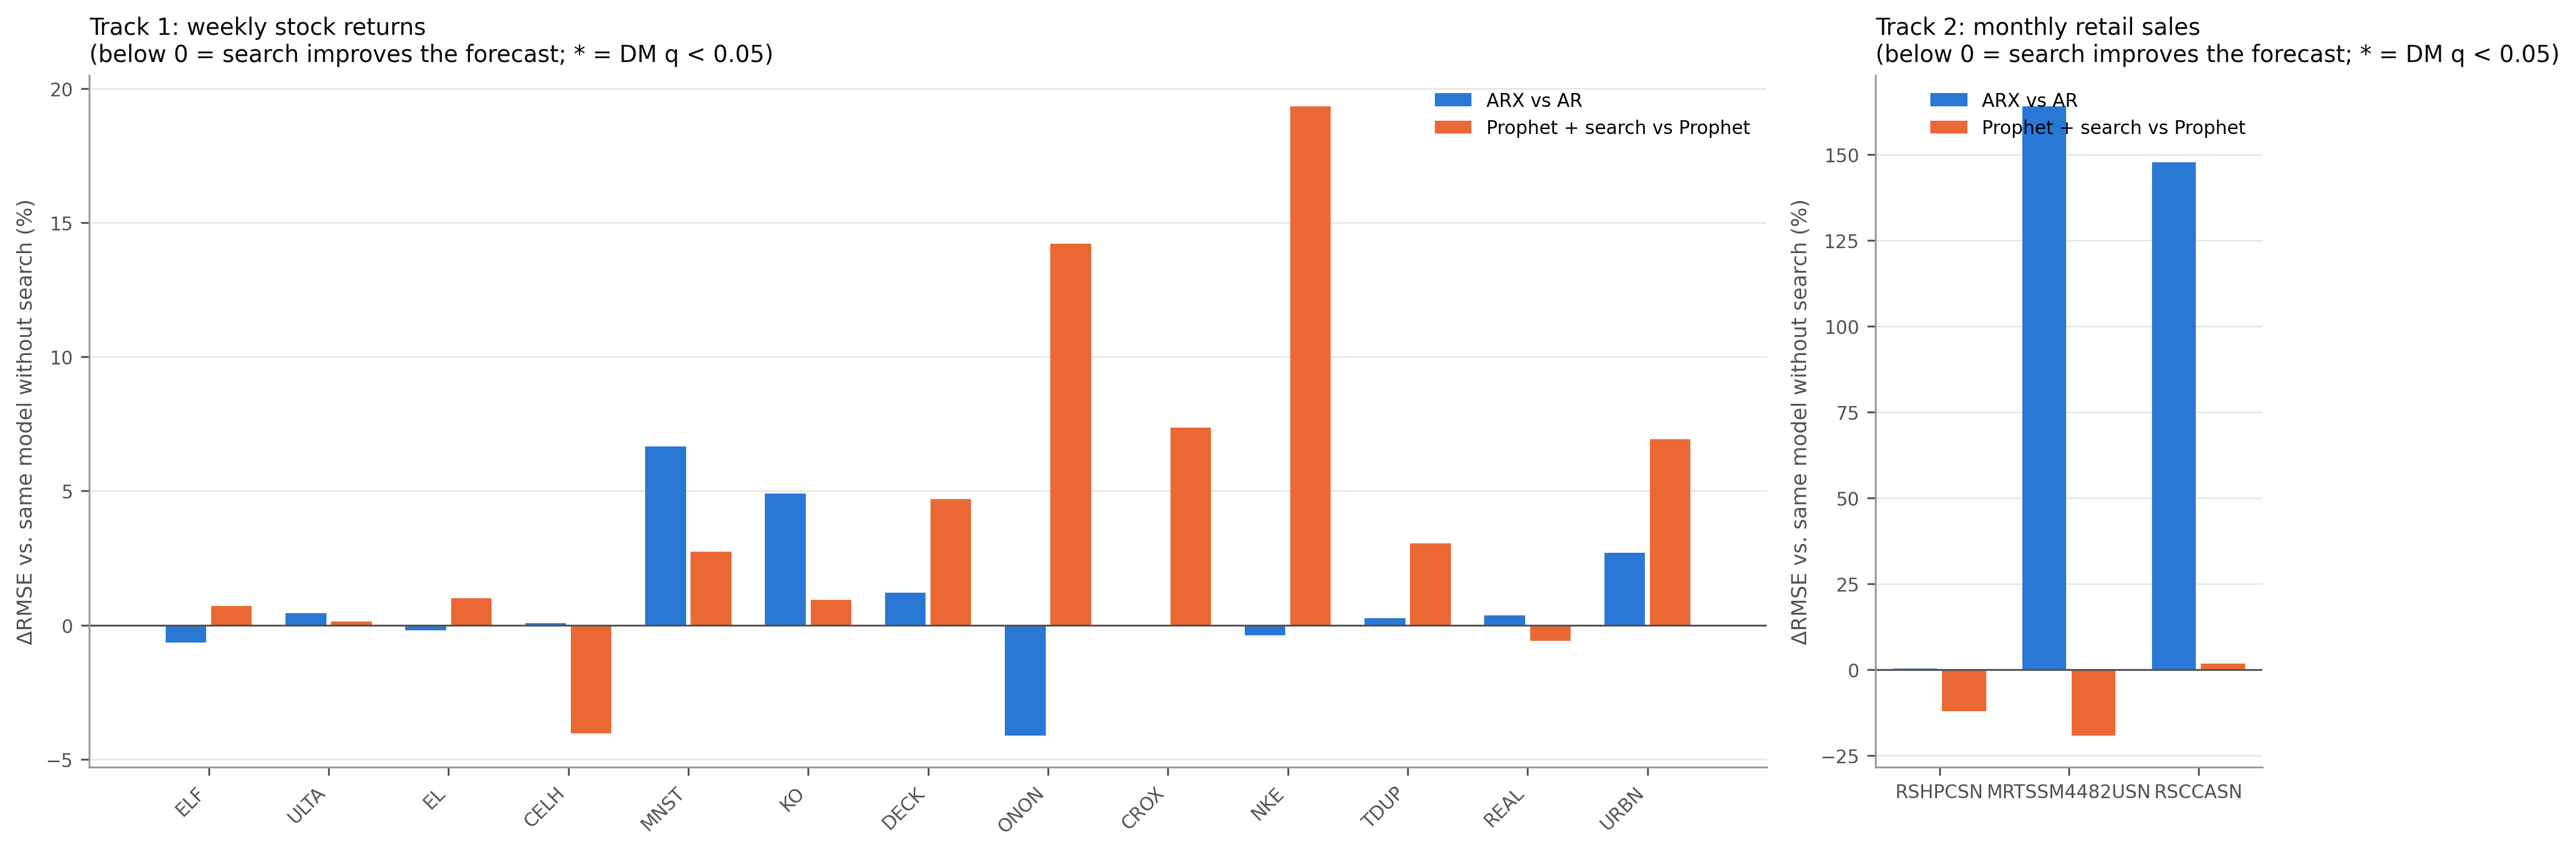 Track 1: weekly stock returns
(below 0 = search improves the forecast; * = DM q < 0.05)
ΔRMSE vs. same model without search (%)
20
15
10
5
0
−5
ARX vs AR
Prophet + search vs Prophet
ELF
ULTA
EL
CELH
MNST
KO
DECK
ONON
CROX
NKE
TDUP
REAL
URBN
Track 2: monthly retail sales
(below 0 = search improves the forecast; * = DM q < 0.05)
ΔRMSE vs. same model without search (%)
150
125
100
75
50
25
0
−25
ARX vs AR
Prophet + search vs Prophet
RSHPCSN
MRTSSM4482USN
RSCCASN